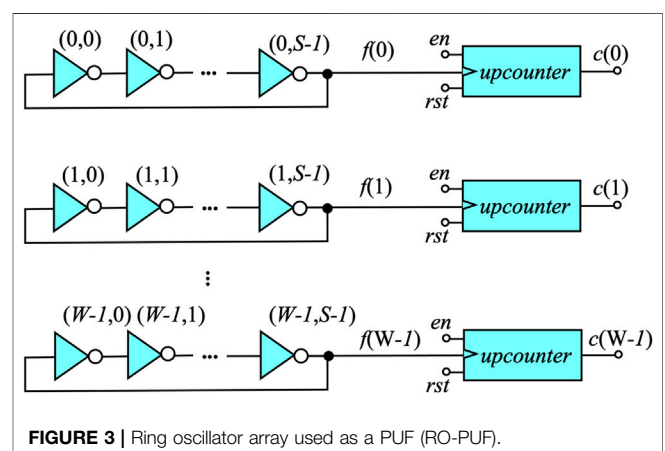 (0,0) (0,1) (0,S-1) f(0) en upcounter c(0)
rst
(1,0) (1,1) (1,S-1) f(1) en upcounter c(1)
rst
(W-1,0) (W-1,1) (W-1,S-1) f(W-1) en upcounter c(W-1)
rst
FIGURE 3 | Ring oscillator array used as a PUF (RO-PUF).